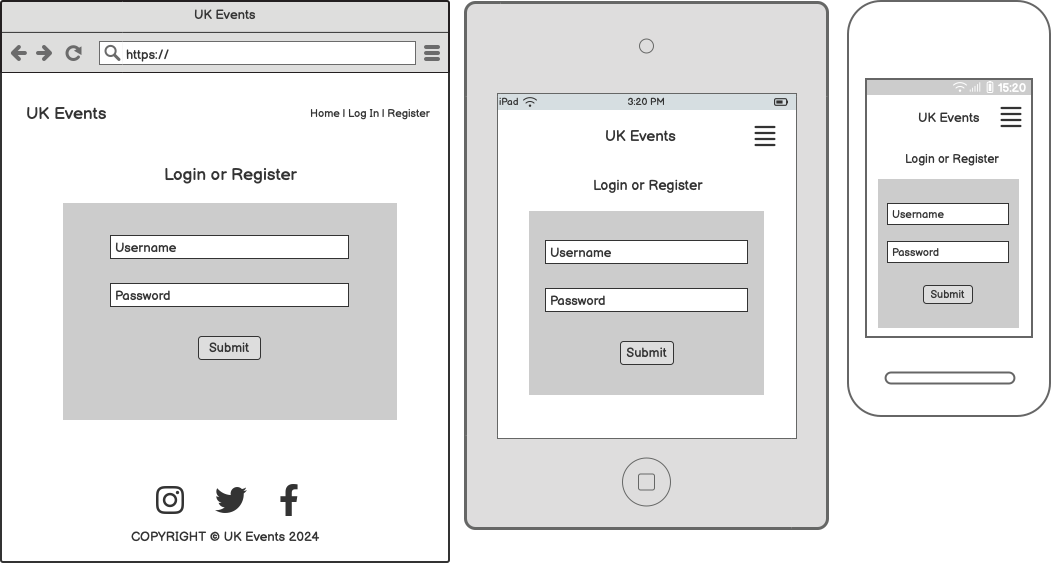 UK Events
https://
UK Events
Home | Log In | Register
Login or Register
Username
Password
Submit
COPYRIGHT © UK Events 2024
iPad 3:20 PM
UK Events
Login or Register
Username
Password
Submit
15:20
UK Events
Login or Register
Username
Password
Submit